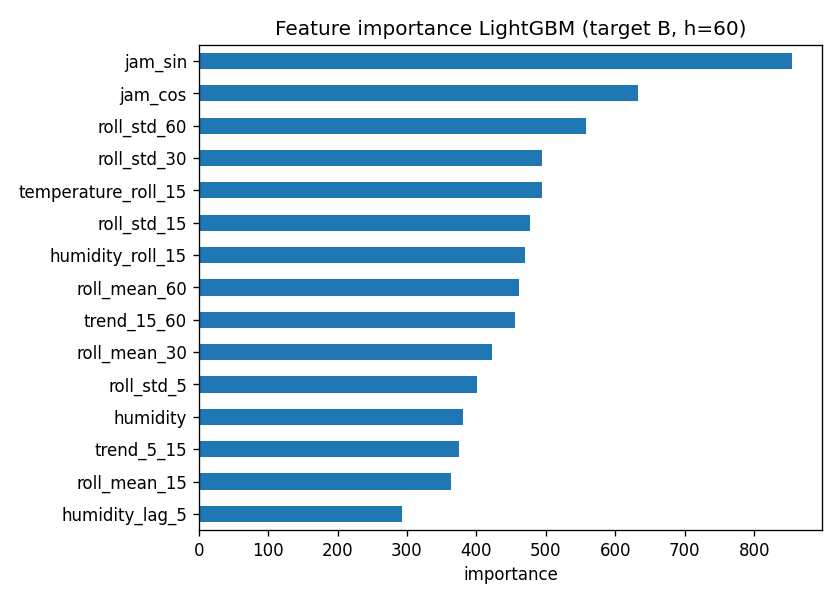 Feature importance LightGBM (target B, h=60)
jam_sin
jam_cos
roll_std_60
roll_std_30
temperature_roll_15
roll_std_15
humidity_roll_15
roll_mean_60
trend_15_60
roll_mean_30
roll_std_5
humidity
trend_5_15
roll_mean_15
humidity_lag_5
0 100 200 300 400 500 600 700 800
importance